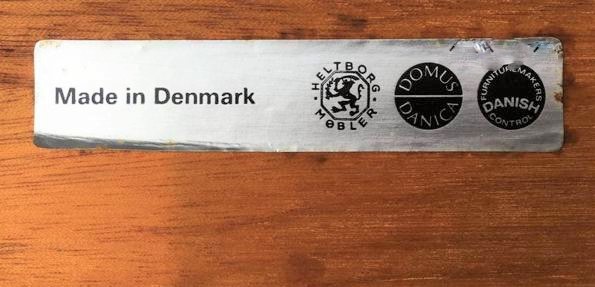 Made in Denmark
HELTBORG
MØBLER
DOMUS
DANICA
FURNITUREMAKERS
DANISH
CONTROL